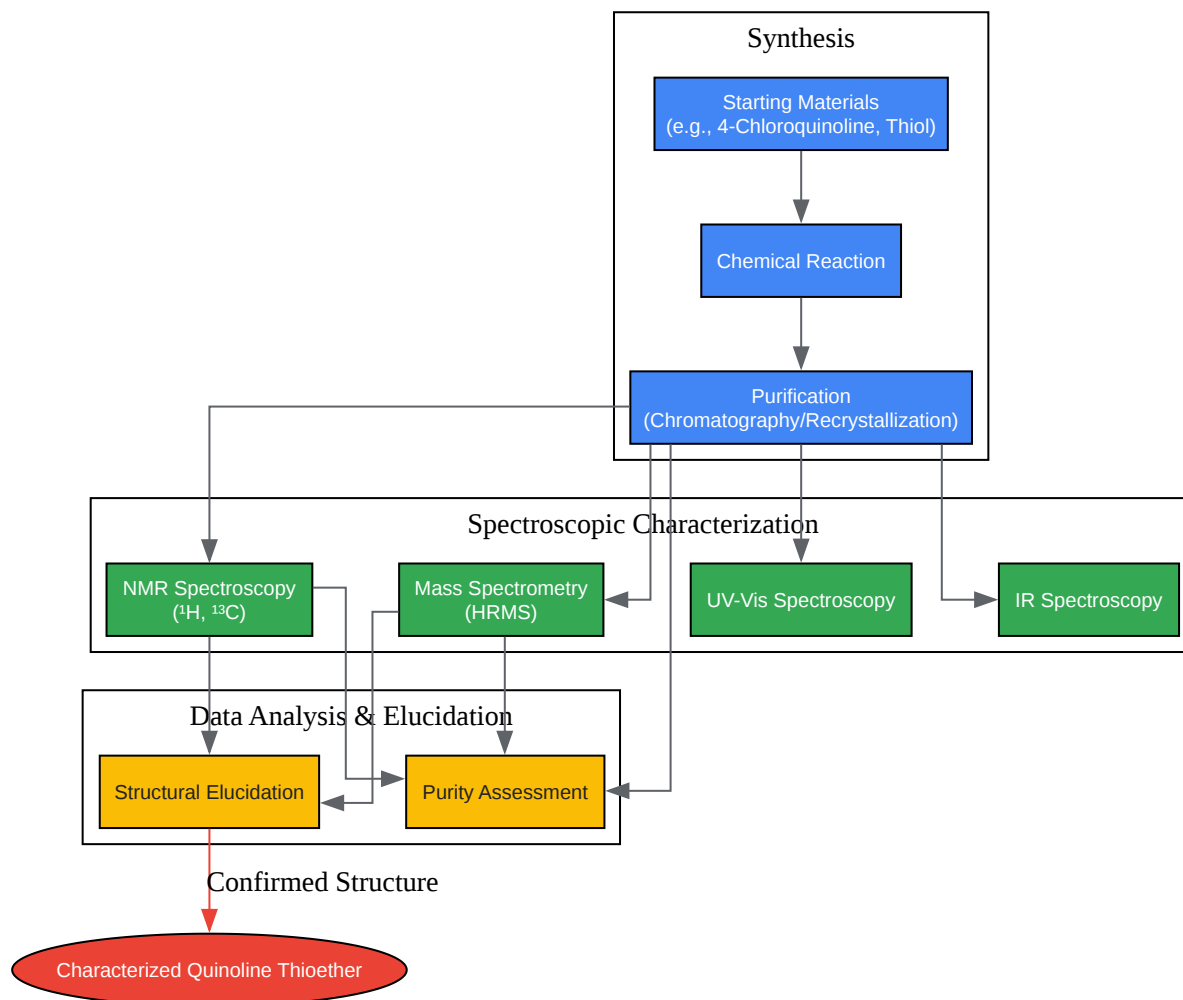 Synthesis
Starting Materials
(e.g., 4-Chloroquinoline, Thiol)
Chemical Reaction
Purification
(Chromatography/Recrystallization)
Spectroscopic Characterization
NMR Spectroscopy
(¹H, ¹³C)
Mass Spectrometry
(HRMS)
UV-Vis Spectroscopy
IR Spectroscopy
Data Analysis & Elucidation
Structural Elucidation
Purity Assessment
Confirmed Structure
Characterized Quinoline Thioether